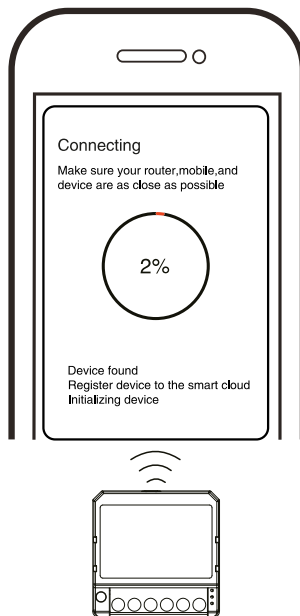 Connecting
Make sure your router,mobile,and
device are as close as possible
2%
Device found
Register device to the smart cloud
Initializing device